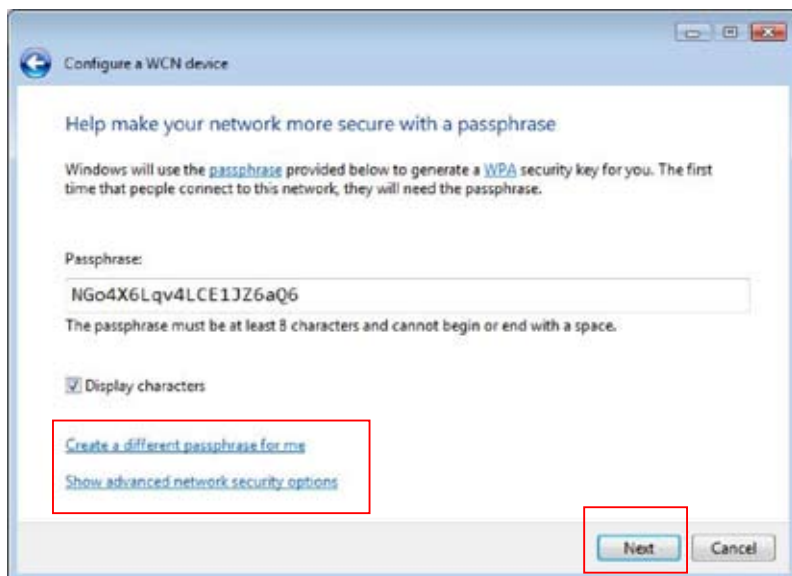 Configure a WCN device
Help make your network more secure with a passphrase
Windows will use the passphrase provided below to generate a WPA security key for you. The first
time that people connect to this network, they will need the passphrase.
Passphrase:
NGo4X6Lqv4LCE1JZ6aQ6
The passphrase must be at least 8 characters and cannot begin or end with a space.
Display characters
Create a different passphrase for me
Show advanced network security options
Next Cancel